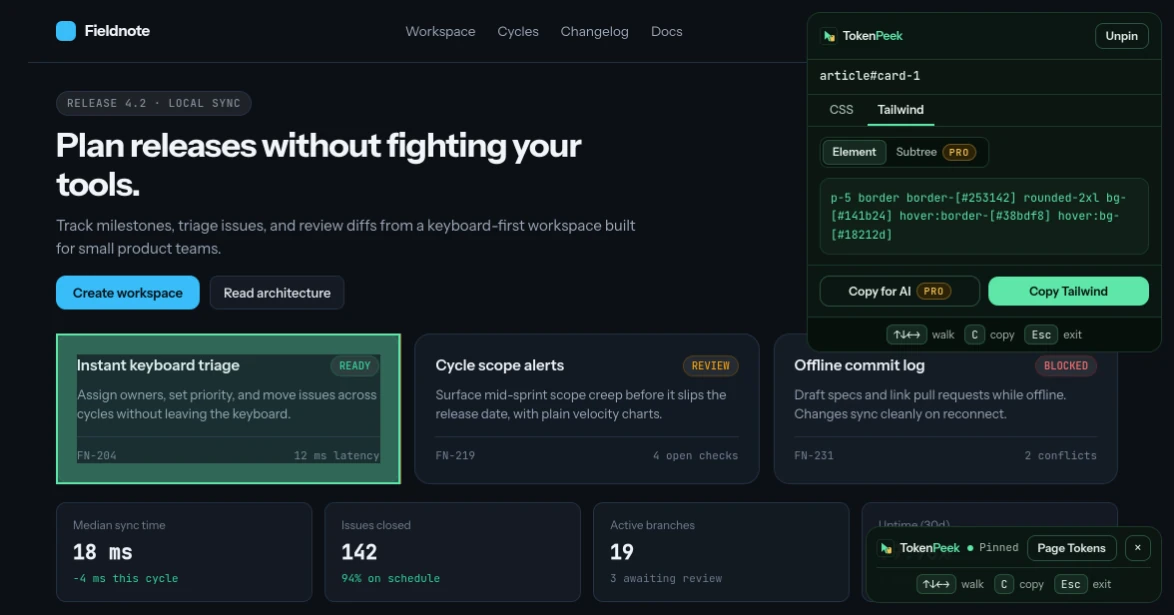 Fieldnote
Workspace
Cycles
Changelog
Docs
RELEASE 4.2 · LOCAL SYNC
Plan releases without fighting your
tools.
Track milestones, triage issues, and review diffs from a keyboard-first workspace built
for small product teams.
Create workspace
Read architecture
Instant keyboard triage
READY
Assign owners, set priority, and move issues across
cycles without leaving the keyboard.
FN-204
12 ms latency
Cycle scope alerts
REVIEW
Surface mid-sprint scope creep before it slips the
release date, with plain velocity charts.
FN-219
4 open checks
Offline commit log
BLOCKED
Draft specs and link pull requests while offline.
Changes sync cleanly on reconnect.
FN-231
2 conflicts
Median sync time
18 ms
-4 ms this cycle
Issues closed
142
94% on schedule
Active branches
19
3 awaiting review
Uptime (30d)
TokenPeek
Unpin
article#card-1
CSS
Tailwind
Element
Subtree PRO
p-5 border border-[#253142] rounded-2xl bg-
[#141b24] hover:border-[#38bdf8] hover:bg-
[#18212d]
Copy for AI PRO
Copy Tailwind
↑↓↔ walk C copy Esc exit
TokenPeek ● Pinned
Page Tokens
×
↑↓↔ walk C copy Esc exit